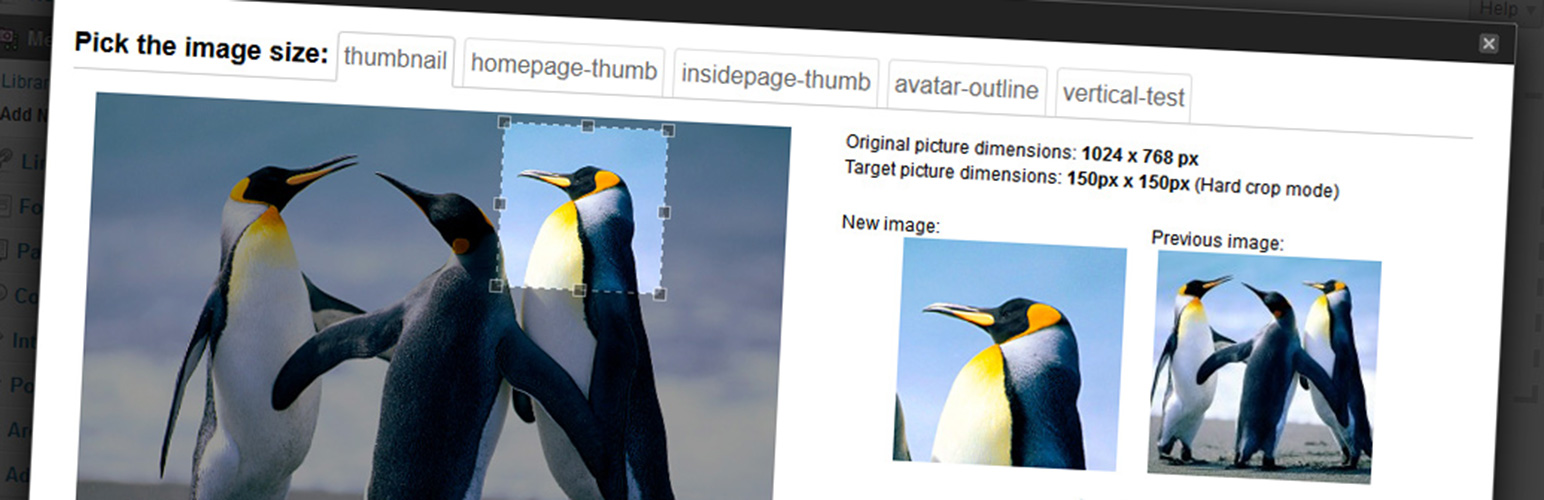 Help
Pick the image size: thumbnail homepage-thumb insidepage-thumb avatar-outline vertical-test
Original picture dimensions: 1024 x 768 px
Target picture dimensions: 150px x 150px (Hard crop mode)
New image:
Previous image:
Add